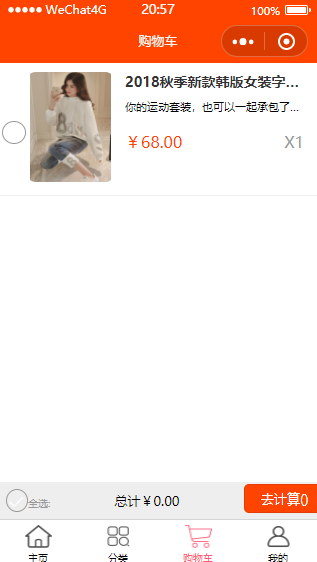 WeChat4G 20:57 100%
购物车
2018秋季新款韩版女装字...
你的运动套装，也可以一起承包了...
￥68.00 X1
全选: 总计￥0.00 去计算()
主页 分类 购物车 我的